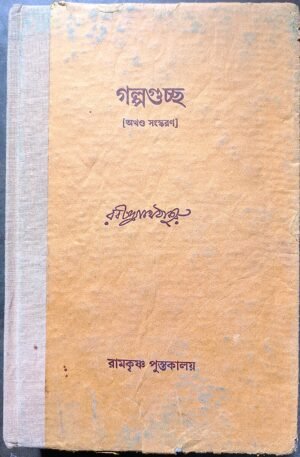 গল্পগুচ্ছ
[অখণ্ড সংস্করণ]
রবীন্দ্রনাথ ঠাকুর
রামকৃষ্ণ পুস্তকালয়